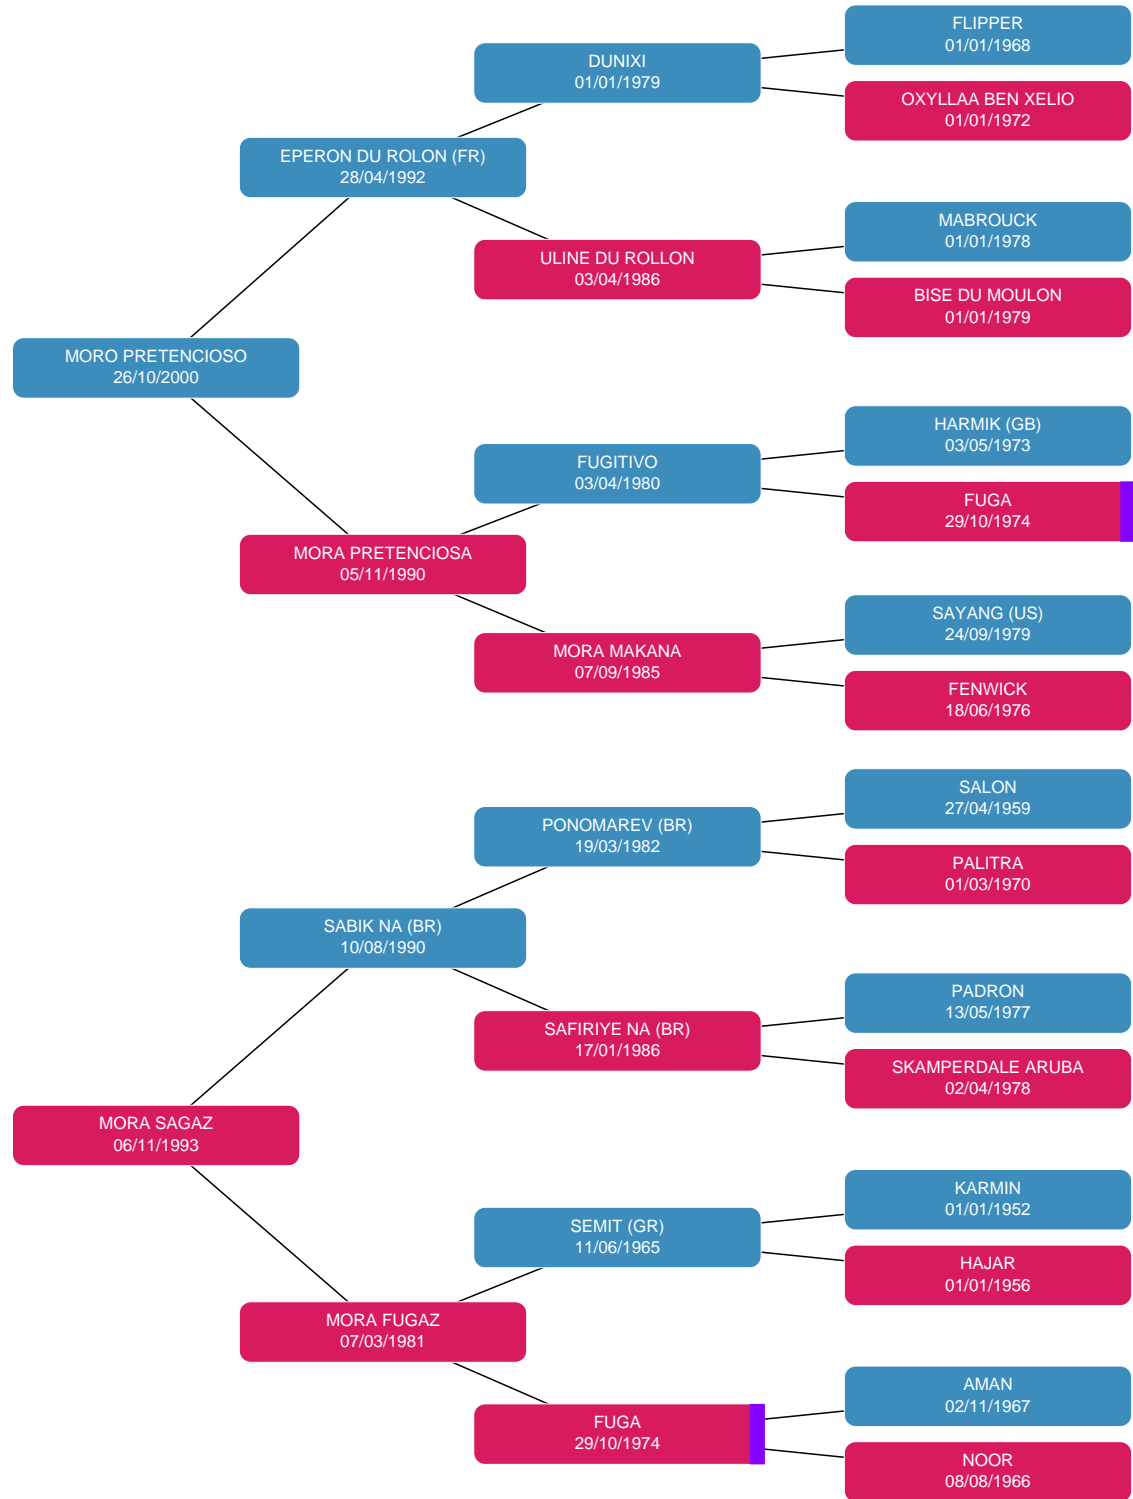 FLIPPER
01/01/1968
DUNIXI
01/01/1979
OXYLLAA BEN XELIO
01/01/1972
EPERON DU ROLON (FR)
28/04/1992
MABROUCK
01/01/1978
ULINE DU ROLLON
03/04/1986
BISE DU MOULON
01/01/1979
MORO PRETENCIOSO
26/10/2000
HARMIK (GB)
03/05/1973
FUGITIVO
03/04/1980
FUGA
29/10/1974
MORA PRETENCIOSA
05/11/1990
SAYANG (US)
24/09/1979
MORA MAKANA
07/09/1985
FENWICK
18/06/1976
SALON
27/04/1959
PONOMAREV (BR)
19/03/1982
PALITRA
01/03/1970
SABIK NA (BR)
10/08/1990
PADRON
13/05/1977
SAFIRIYE NA (BR)
17/01/1986
SKAMPERDALE ARUBA
02/04/1978
MORA SAGAZ
06/11/1993
KARMIN
01/01/1952
SEMIT (GR)
11/06/1965
HAJAR
01/01/1956
MORA FUGAZ
07/03/1981
AMAN
02/11/1967
FUGA
29/10/1974
NOOR
08/08/1966